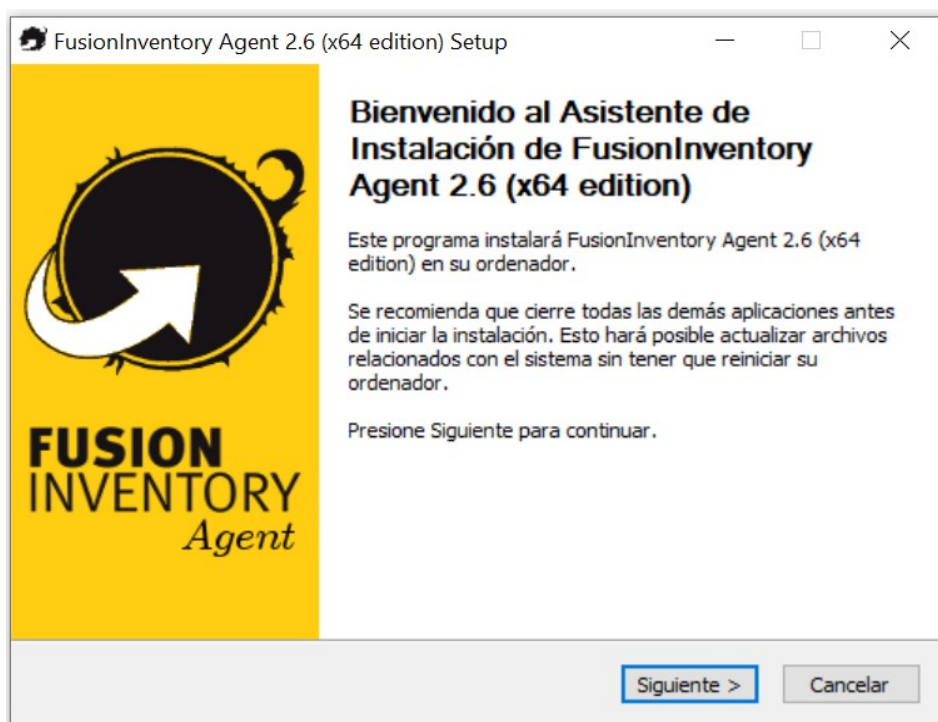 FusionInventory Agent 2.6 (x64 edition) Setup
Bienvenido al Asistente de
Instalación de FusionInventory
Agent 2.6 (x64 edition)
Este programa instalará FusionInventory Agent 2.6 (x64
edition) en su ordenador.
Se recomienda que cierre todas las demás aplicaciones antes
de iniciar la instalación. Esto hará posible actualizar archivos
relacionados con el sistema sin tener que reiniciar su
ordenador.
Presione Siguiente para continuar.
FUSION
INVENTORY
Agent
Siguiente >
Cancelar